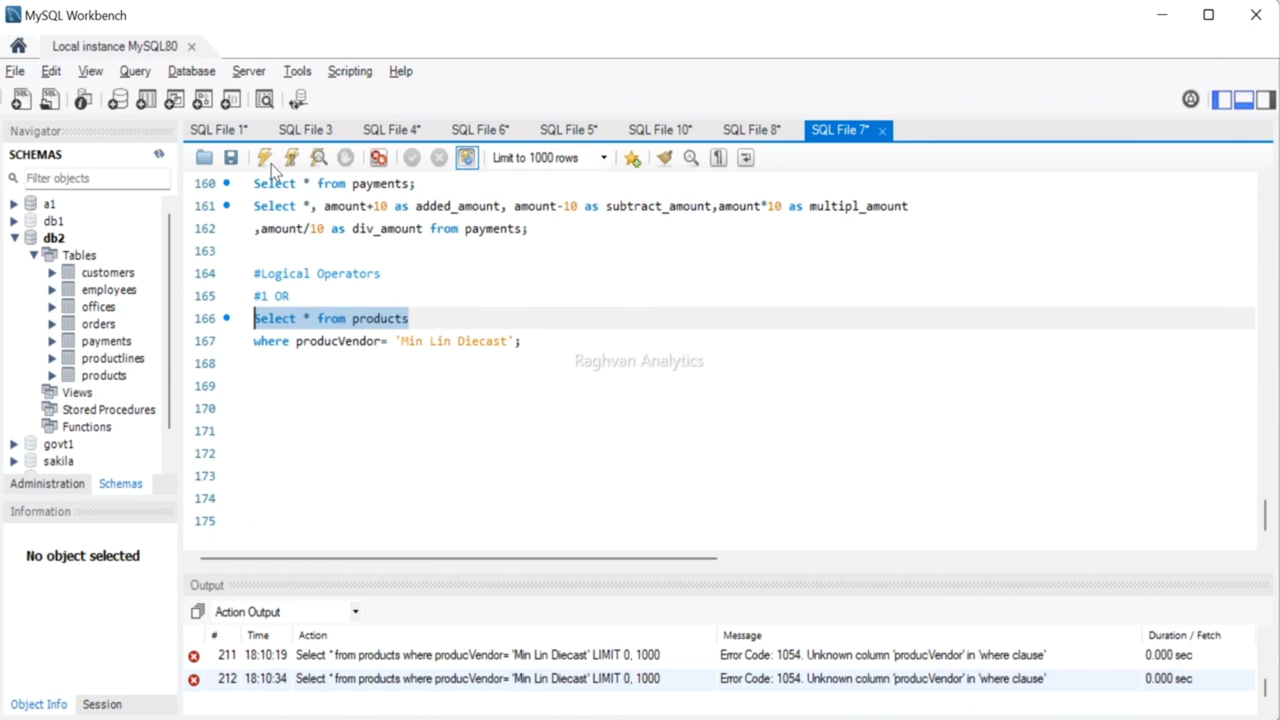 MySQL Workbench
Local instance MySQL80 ×
File Edit View Query Database Server Tools Scripting Help
Navigator
SQL File 1* SQL File 3 SQL File 4* SQL File 6* SQL File 5* SQL File 10* SQL File 8* SQL File 7* ×
SCHEMAS
Limit to 1000 rows
Filter objects
a1
db1
db2
Tables
customers
employees
offices
orders
payments
productlines
products
Views
Stored Procedures
Functions
govt1
sakila
Administration Schemas
Information
No object selected
Object Info Session
160 Select * from payments;
161 Select *, amount+10 as added_amount, amount-10 as subtract_amount,amount*10 as multipl_amount
162 ,amount/10 as div_amount from payments;
163
164 #Logical Operators
165 #1 OR
166 Select * from products
167 where producVendor= 'Min Lin Diecast';
Raghvan Analytics
168
169
170
171
172
173
174
175
Output
Action Output
# Time Action Message Duration / Fetch
211 18:10:19 Select * from products where producVendor= 'Min Lin Diecast' LIMIT 0, 1000 Error Code: 1054. Unknown column 'producVendor' in 'where clause' 0.000 sec
212 18:10:34 Select * from products where producVendor= 'Min Lin Diecast' LIMIT 0, 1000 Error Code: 1054. Unknown column 'producVendor' in 'where clause' 0.000 sec